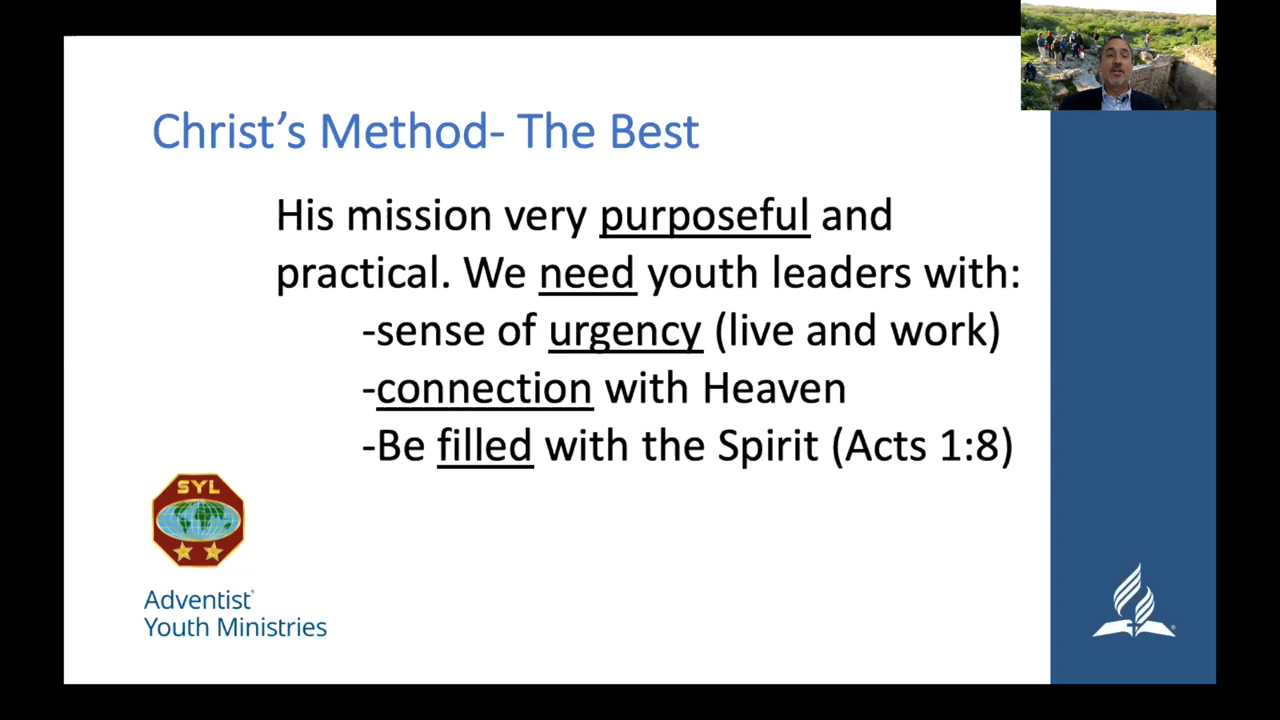 Christ’s Method- The Best
His mission very purposeful and
practical. We need youth leaders with:
-sense of urgency (live and work)
-connection with Heaven
-Be filled with the Spirit (Acts 1:8)
SYL
Adventist®
Youth Ministries